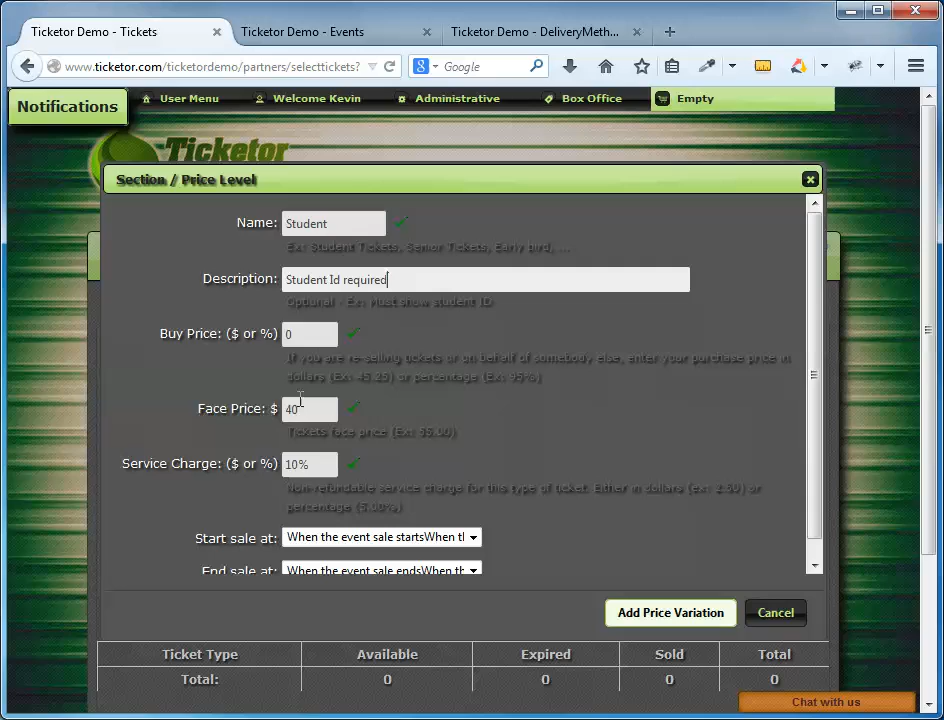 Ticketor Demo - Tickets
Ticketor Demo - Events
Ticketor Demo - DeliveryMeth...
www.ticketor.com/ticketordemo/partners/selecttickets?
Google
Notifications
User Menu
Welcome Kevin
Administrative
Box Office
Empty
Ticketor
Section / Price Level
Name: Student
Ex: Student Tickets, Senior Tickets, Early bird, ...
Description: Student Id required
Optional - Ex: Must show student ID
Buy Price: ($ or %) 0
If you are re-selling tickets or on behalf of somebody else, enter your purchase price in
dollars (Ex: 45.25) or percentage (Ex: 95%)
Face Price: $ 40
Tickets face price (Ex: 55.00)
Service Charge: ($ or %) 10%
Non-refundable service charge for this type of ticket. Either in dollars (ex: 2.50) or
percentage (5.00%)
Start sale at: When the event sale startsWhen tl
End sale at: When the event sale endsWhen th
Add Price Variation
Cancel
Ticket Type Available Expired Sold Total
Total: 0 0 0 0
Chat with us